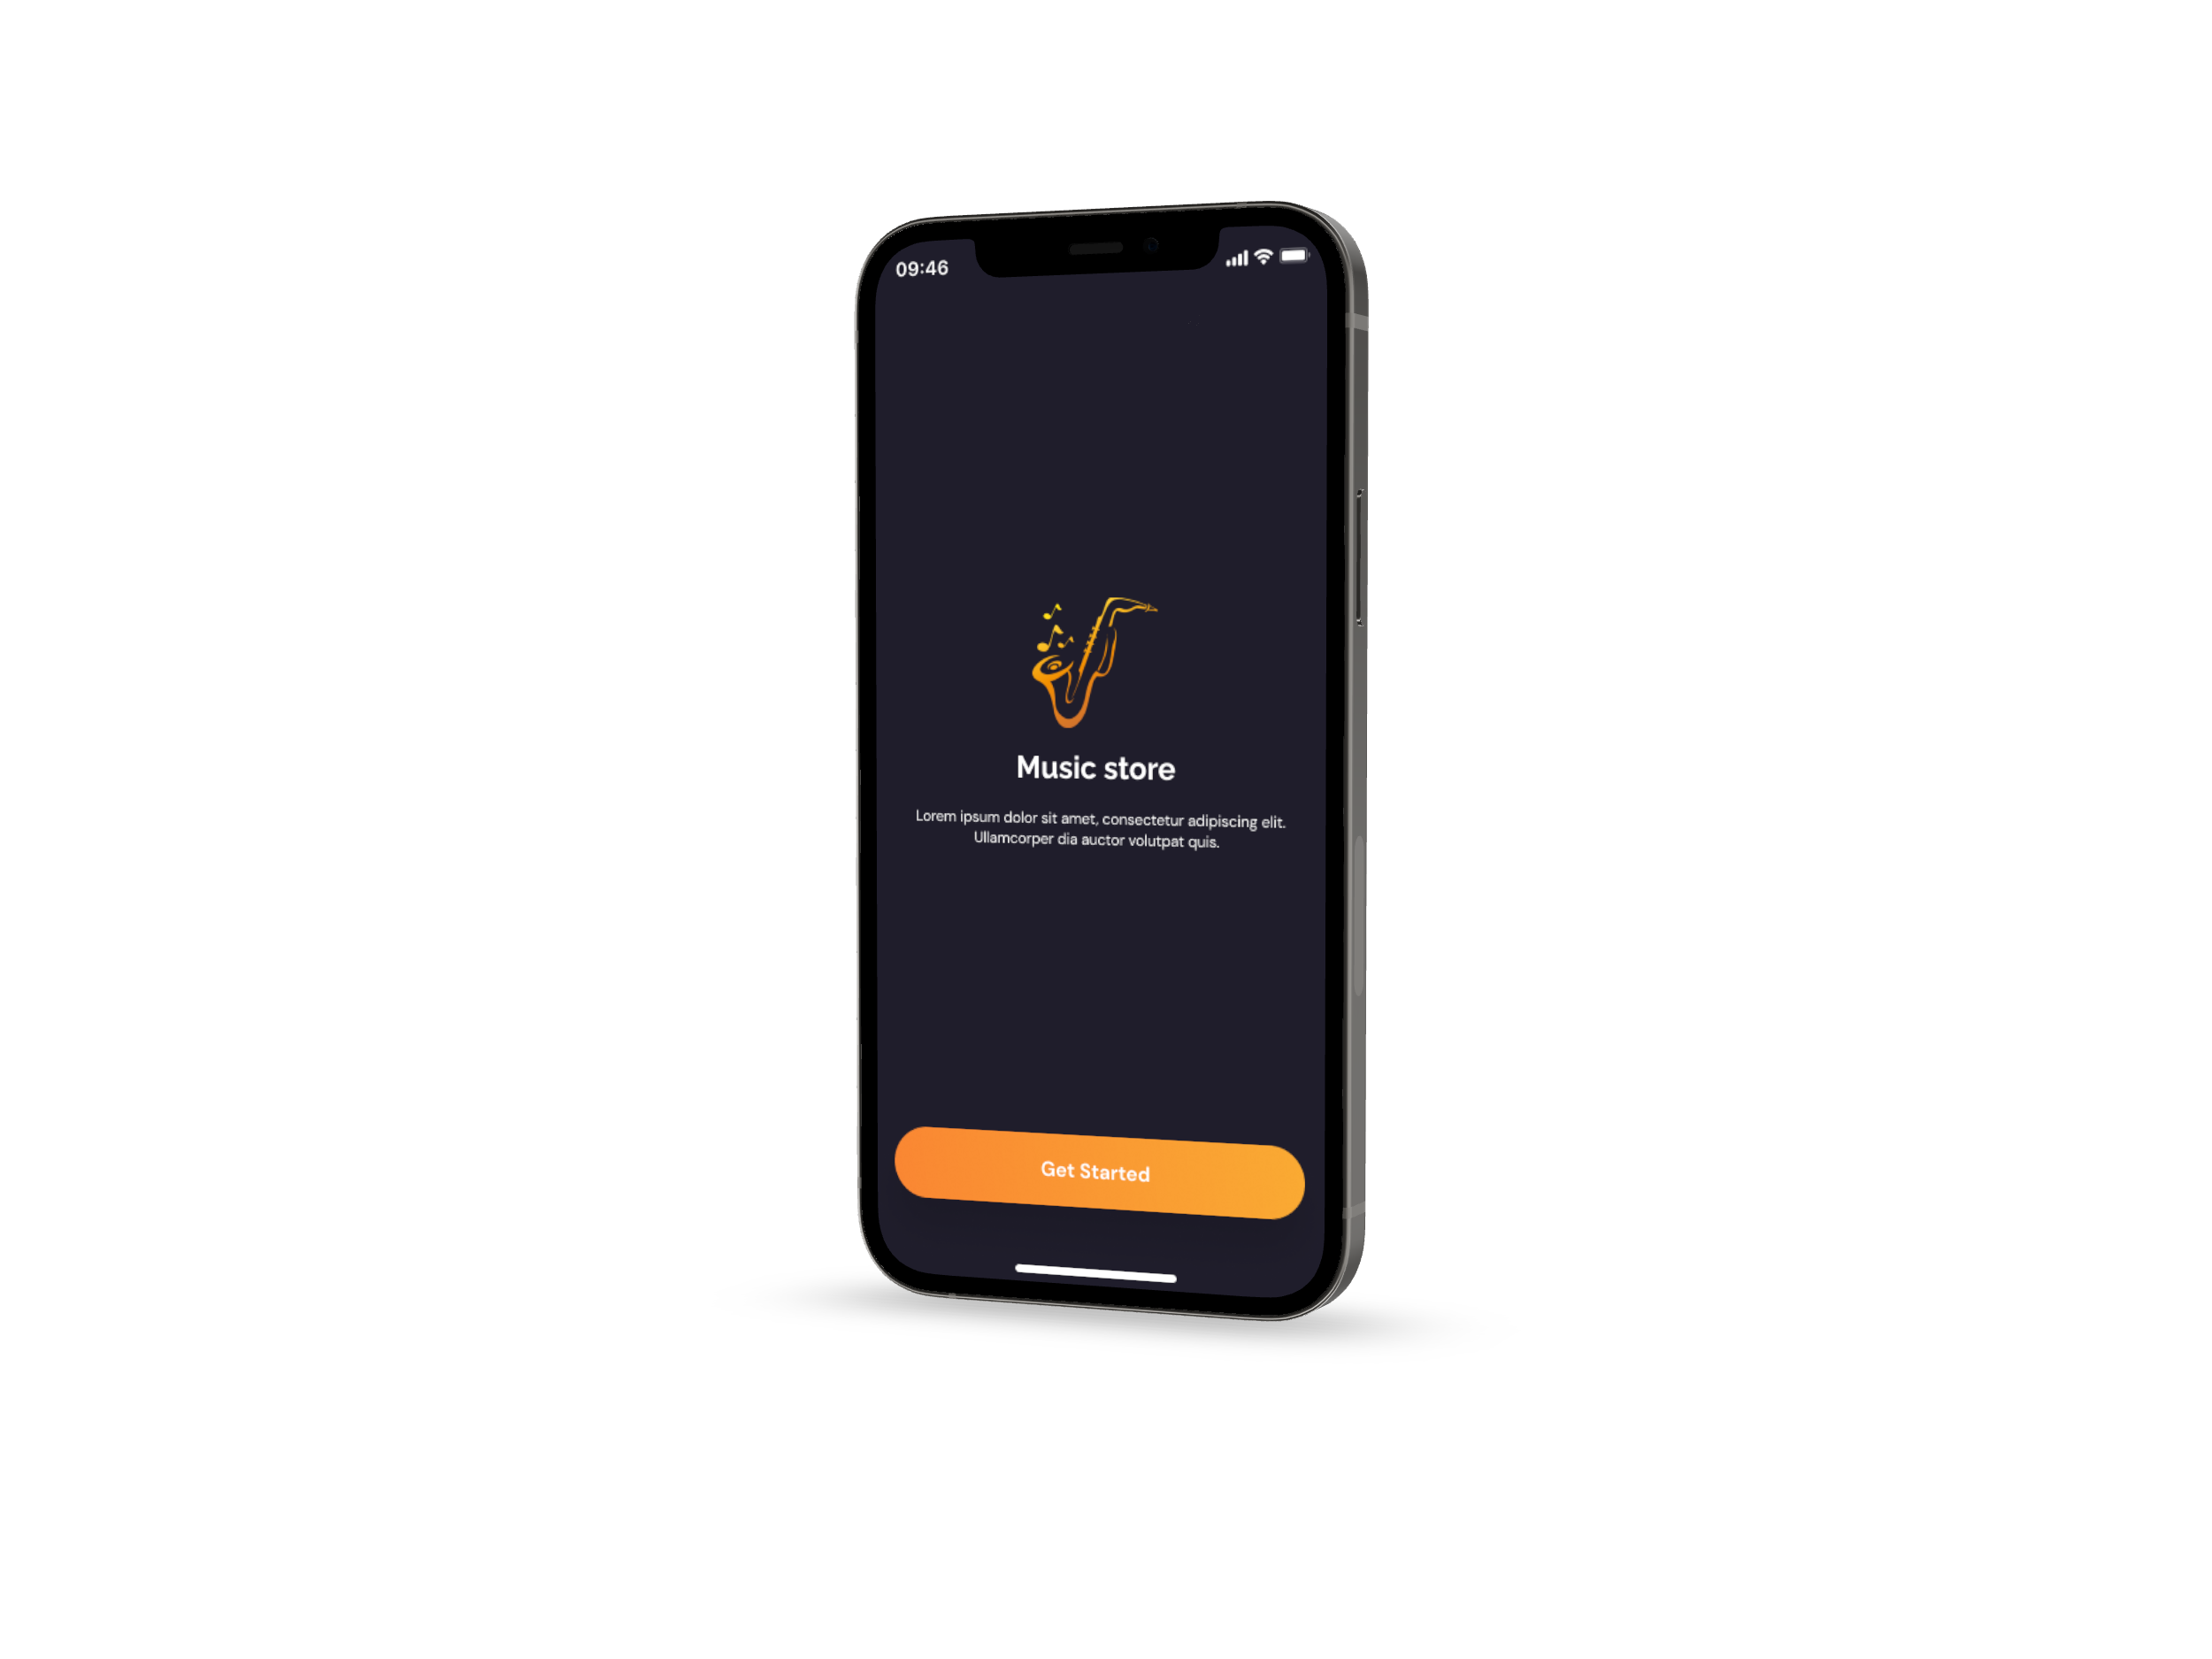 09:46
Music store
Lorem ipsum dolor sit amet, consectetur adipiscing elit.
Ullamcorper dia auctor volutpat quis.
Get Started